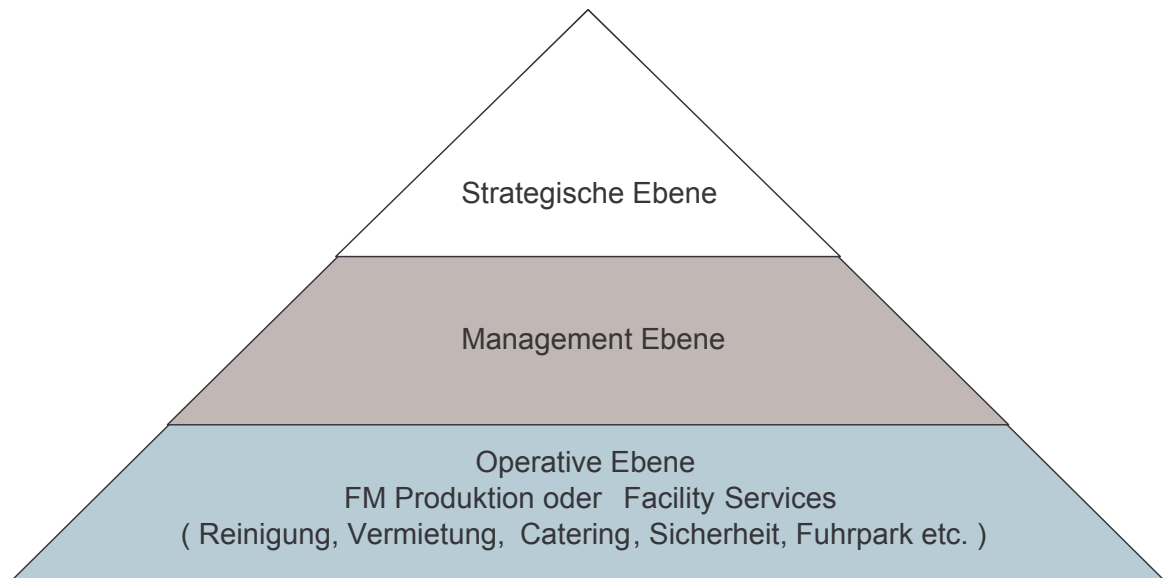 Strategische Ebene
Management Ebene
Operative Ebene
FM Produktion oder Facility Services
( Reinigung, Vermietung, Catering, Sicherheit, Fuhrpark etc. )